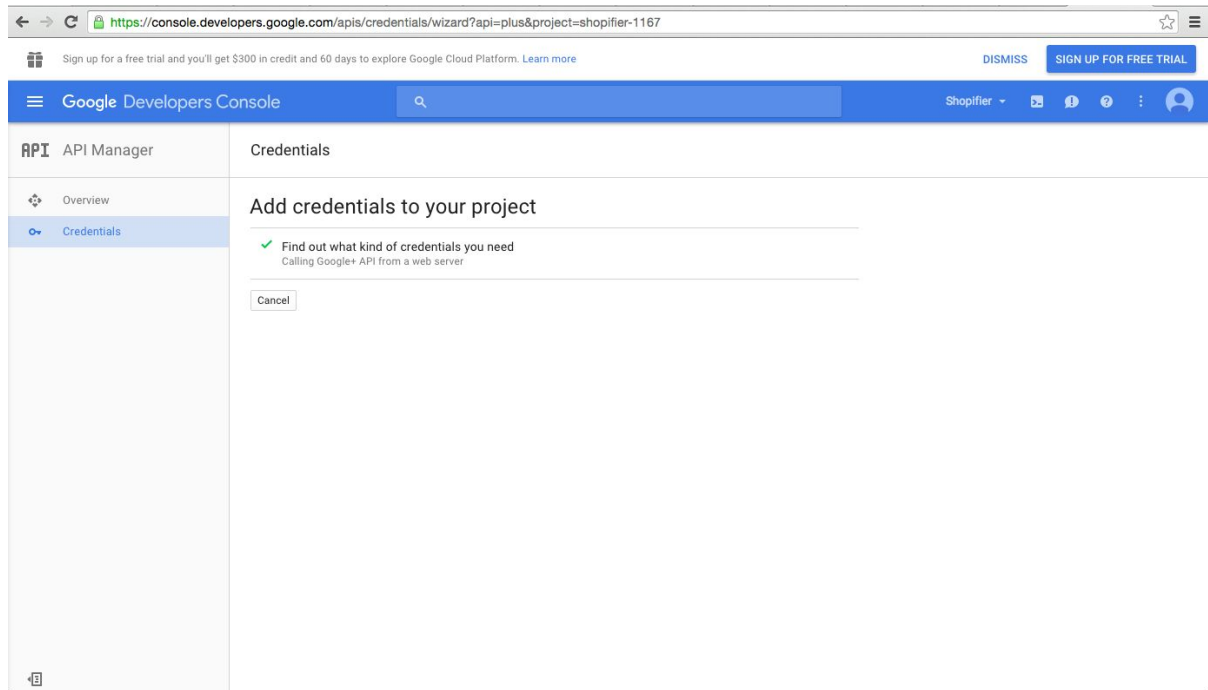 https://console.developers.google.com/apis/credentials/wizard?api=plus&project=shopifier-1167
Sign up for a free trial and you'll get $300 in credit and 60 days to explore Google Cloud Platform. Learn more
DISMISS
SIGN UP FOR FREE TRIAL
Google Developers Console
Shopifier
API API Manager
Credentials
Overview
Credentials
Add credentials to your project
Find out what kind of credentials you need
Calling Google+ API from a web server
Cancel